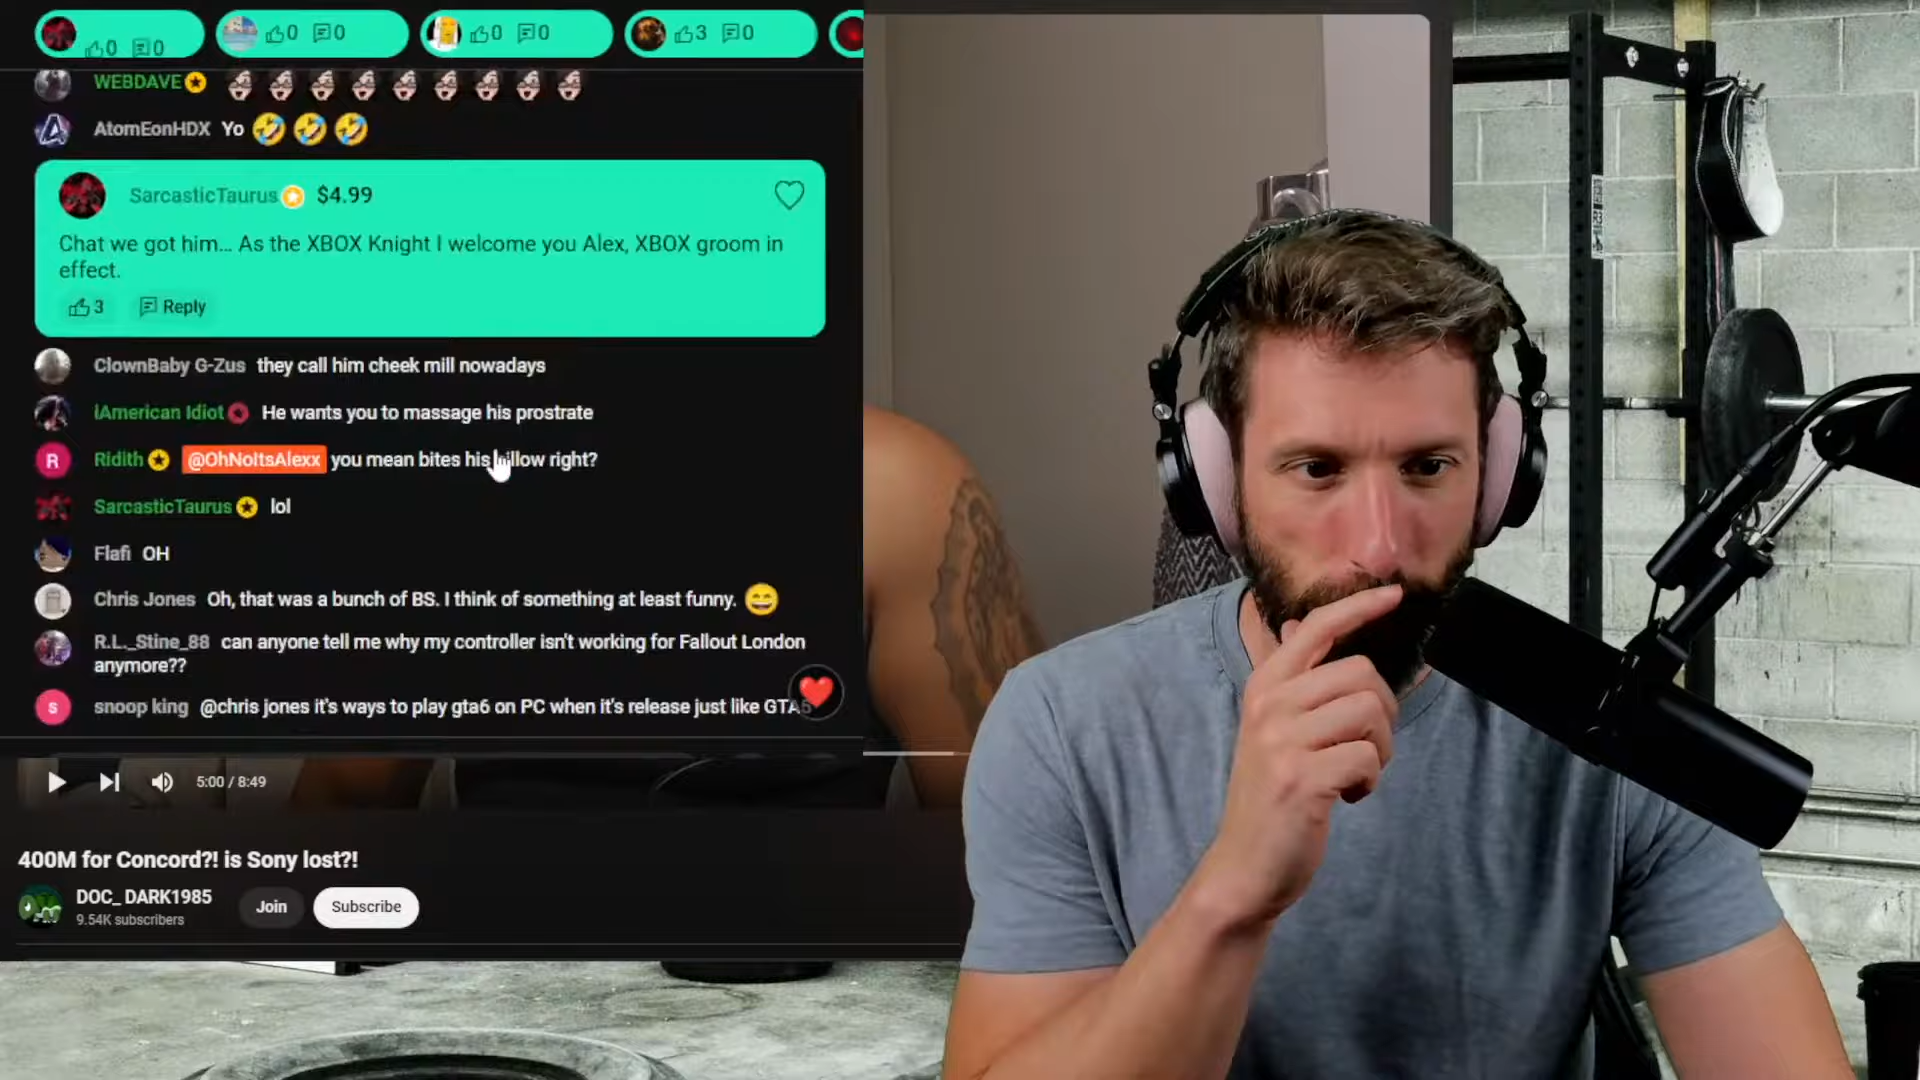 0 0
0 0
0 0
3 0
WEBDAVE
AtomEonHDX Yo 🤣🤣🤣
SarcasticTaurus $4.99
Chat we got him... As the XBOX Knight I welcome you Alex, XBOX groom in
effect.
3 Reply
ClownBaby G-Zus they call him cheek mill nowadays
IAmerican Idiot He wants you to massage his prostrate
R Ridith @OhNoItsAlexx you mean bites his right?
SarcasticTaurus lol
Flafi OH
Chris Jones Oh, that was a bunch of BS. I think of something at least funny. 😄
R.L._Stine_88 can anyone tell me why my controller isn't working for Fallout London
anymore??
s snoop king @chris jones it's ways to play gta6 on PC when it's release just like GTA5
5:00 / 8:49
400M for Concord?! is Sony lost?!
DOC_ DARK1985
9.54K subscribers
Join
Subscribe